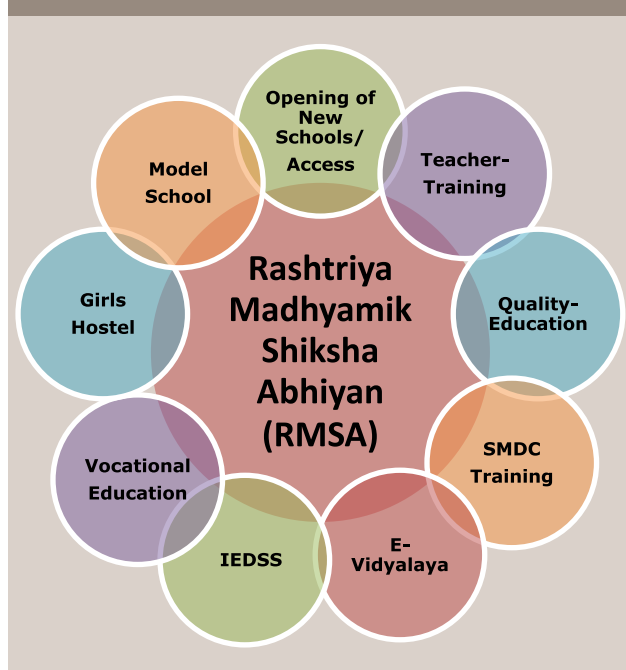 Opening of
New
Schools/
Access
Teacher-
Training
Quality-
Education
SMDC
Training
E-
Vidyalaya
IEDSS
Vocational
Education
Girls
Hostel
Model
School
Rashtriya
Madhyamik
Shiksha
Abhiyan
(RMSA)